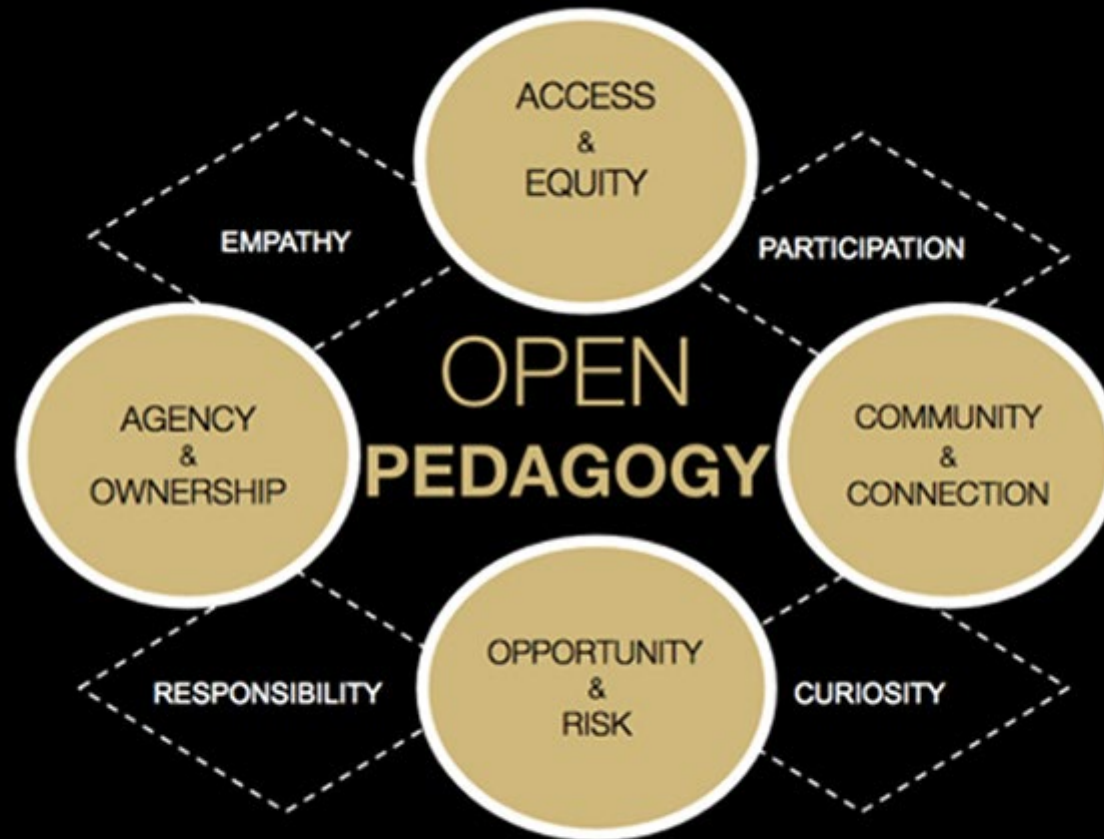 ACCESS
&
EQUITY
EMPATHY
PARTICIPATION
OPEN
PEDAGOGY
AGENCY
&
OWNERSHIP
COMMUNITY
&
CONNECTION
RESPONSIBILITY
OPPORTUNITY
&
RISK
CURIOSITY